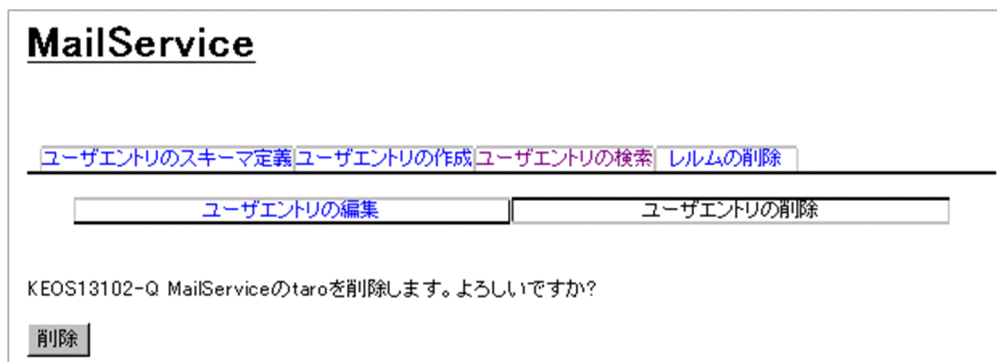 MailService
ユーザエントリのスキーマ定義 ユーザエントリの作成 ユーザエントリの検索 レルムの削除
ユーザエントリの編集 ユーザエントリの削除
KEOS13102-Q MailServiceのtaroを削除します。よろしいですか?
削除